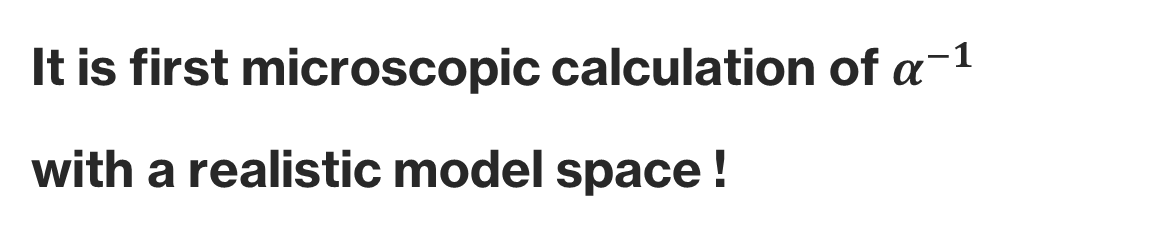 It is first microscopic calculation of α⁻¹
with a realistic model space !